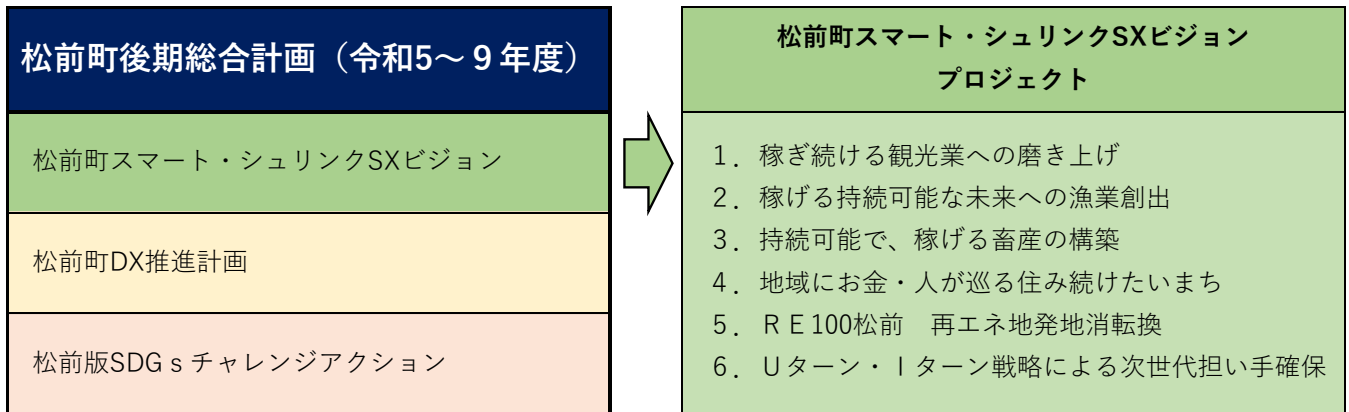 松前町後期総合計画（令和5～９年度）
松前町スマート・シュリンクSXビジョン
松前町DX推進計画
松前版SDGｓチャレンジアクション
松前町スマート・シュリンクSXビジョン
プロジェクト
１．稼ぎ続ける観光業への磨き上げ
２．稼げる持続可能な未来への漁業創出
３．持続可能で、稼げる畜産の構築
４．地域にお金・人が巡る住み続けたいまち
５．ＲＥ100松前　再エネ地発地消転換
６．Ｕターン・Ｉターン戦略による次世代担い手確保